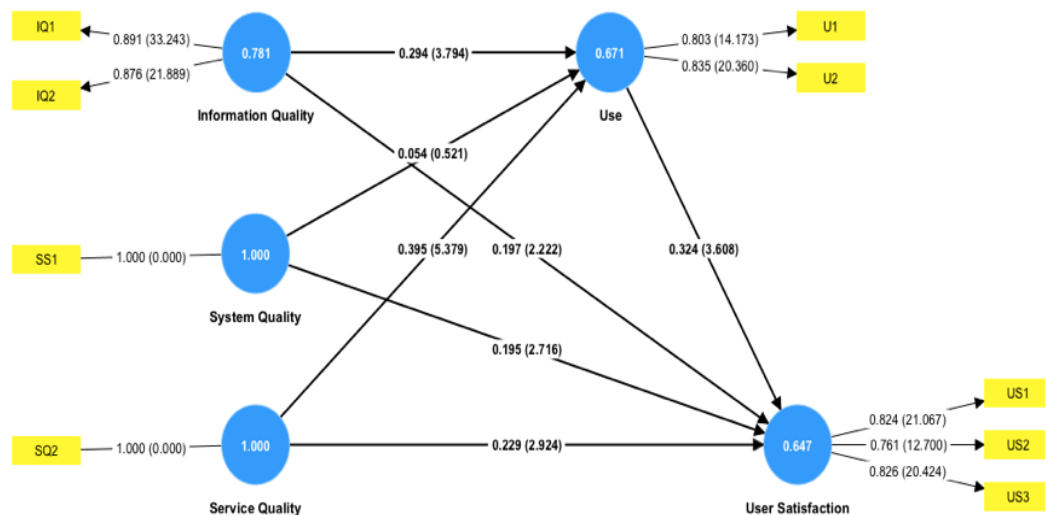 IQ1
0.891 (33.243)
0.781
0.294 (3.794)
0.671
0.803 (14.173)
U1
IQ2
0.876 (21.889)
0.835 (20.360)
U2
Information Quality
Use
0.054 (0.521)
SS1
1.000 (0.000)
1.000
0.395 (5.379)
0.197 (2.222)
0.324 (3.608)
System Quality
0.195 (2.716)
US1
0.824 (21.067)
SQ2
1.000 (0.000)
1.000
0.229 (2.924)
0.647
0.761 (12.700)
US2
0.826 (20.424)
US3
Service Quality
User Satisfaction